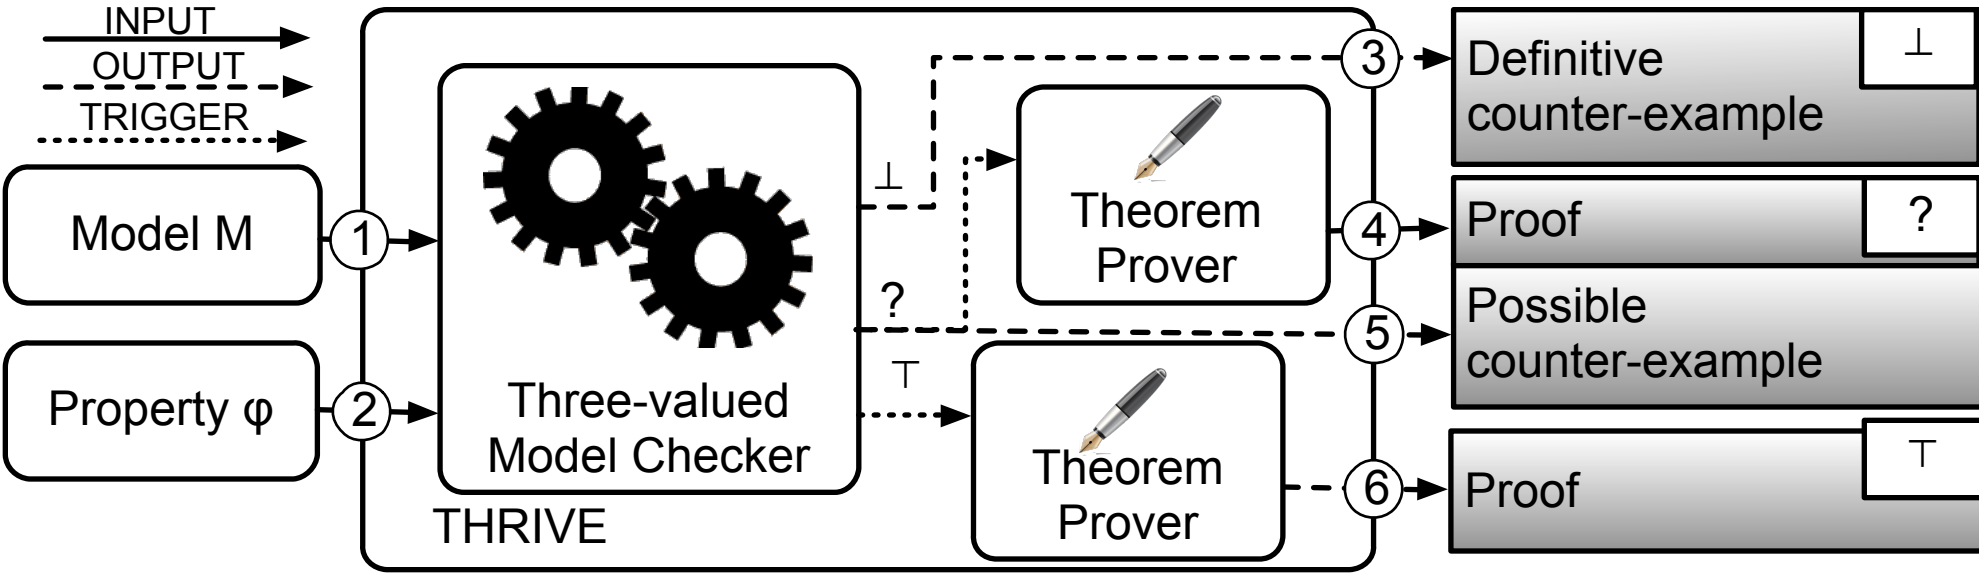 INPUT
OUTPUT
TRIGGER
Model M
Property φ
1
2
Three-valued
Model Checker
THRIVE
⊥
?
⊤
Theorem
Prover
Theorem
Prover
3
4
5
6
Definitive
counter-example
⊥
Proof
?
Possible
counter-example
Proof
⊤